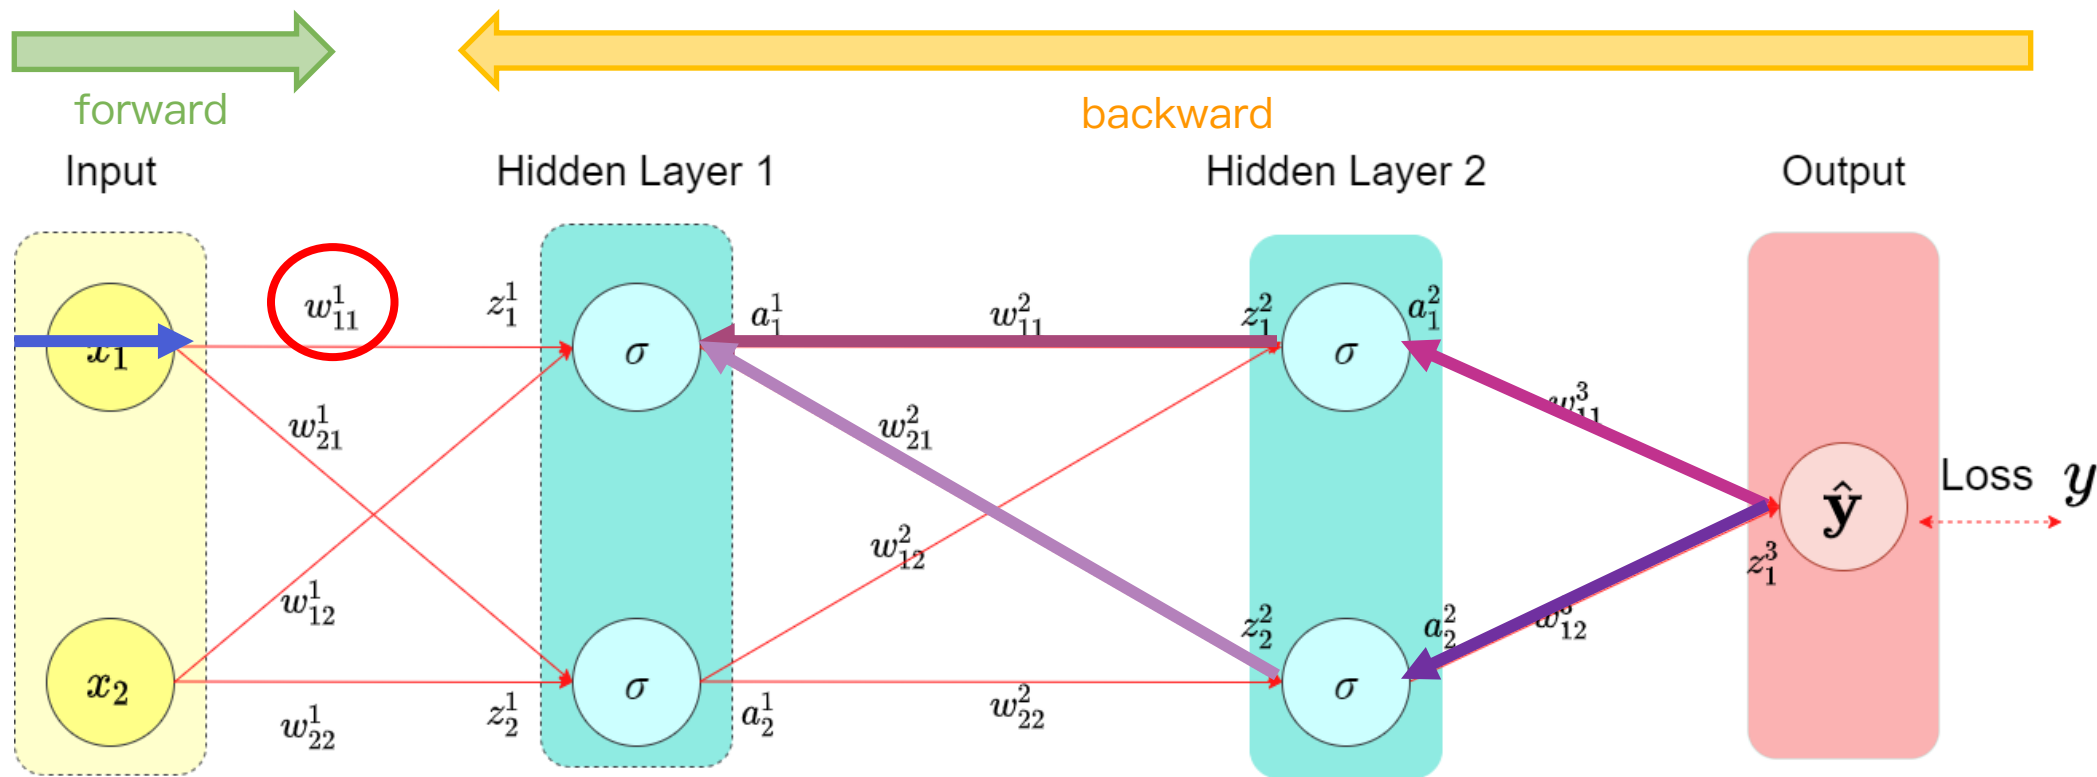 forward
backward
Input
Hidden Layer 1
Hidden Layer 2
Output
w¹₁₁
z¹₁
a¹₁
w²₁₁
z²₁
a²₁
x₁
σ
σ
w³₁₁
w¹₂₁
w²₂₁
Loss y
ŷ
w²₁₂
z³₁
w¹₁₂
z²₂
a²₂
w³₁₂
x₂
σ
σ
w¹₂₂
z¹₂
a¹₂
w²₂₂